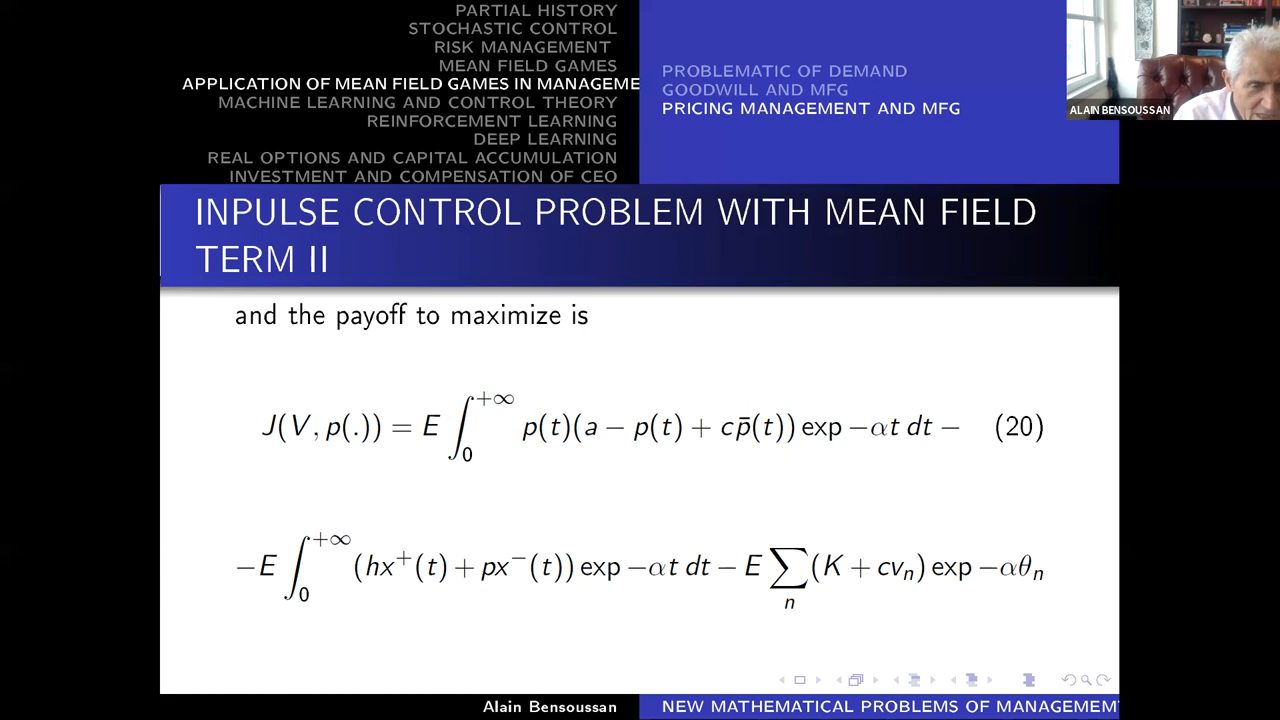 PARTIAL HISTORY
STOCHASTIC CONTROL
RISK MANAGEMENT
MEAN FIELD GAMES
APPLICATION OF MEAN FIELD GAMES IN MANAGEME
MACHINE LEARNING AND CONTROL THEORY
REINFORCEMENT LEARNING
DEEP LEARNING
REAL OPTIONS AND CAPITAL ACCUMULATION
INVESTMENT AND COMPENSATION OF CEO
PROBLEMATIC OF DEMAND
GOODWILL AND MFG
PRICING MANAGEMENT AND MFG
ALAIN BENSOUSSAN
INPULSE CONTROL PROBLEM WITH MEAN FIELD
TERM II
and the payoff to maximize is
J(V, p(.)) = E ∫₀^{+∞} p(t)(a − p(t) + cp̄(t)) exp −αt dt − (20)
−E ∫₀^{+∞} (hx⁺(t) + px⁻(t)) exp −αt dt − E ∑ₙ (K + cvₙ) exp −αθₙ
Alain Bensoussan
NEW MATHEMATICAL PROBLEMS OF MANAGEMENT